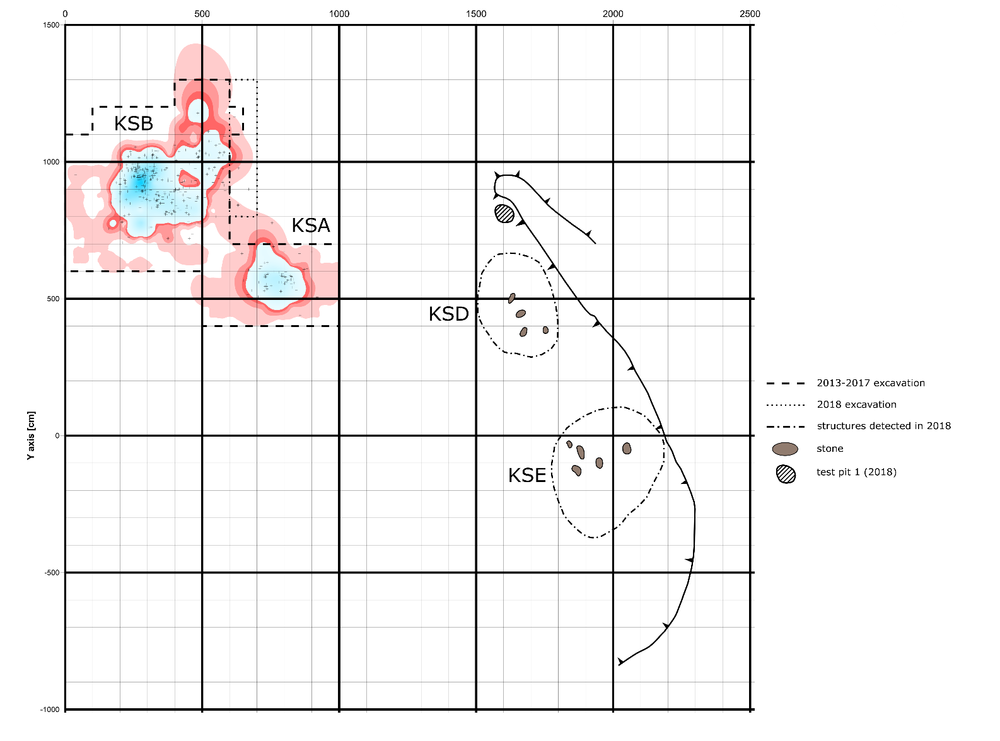 0 500 1000 1500 2000 2500
1500
KSB
1000
KSA
500
KSD
2013-2017 excavation
2018 excavation
structures detected in 2018
0
Y axis [cm]
stone
KSE
test pit 1 (2018)
-500
-1000